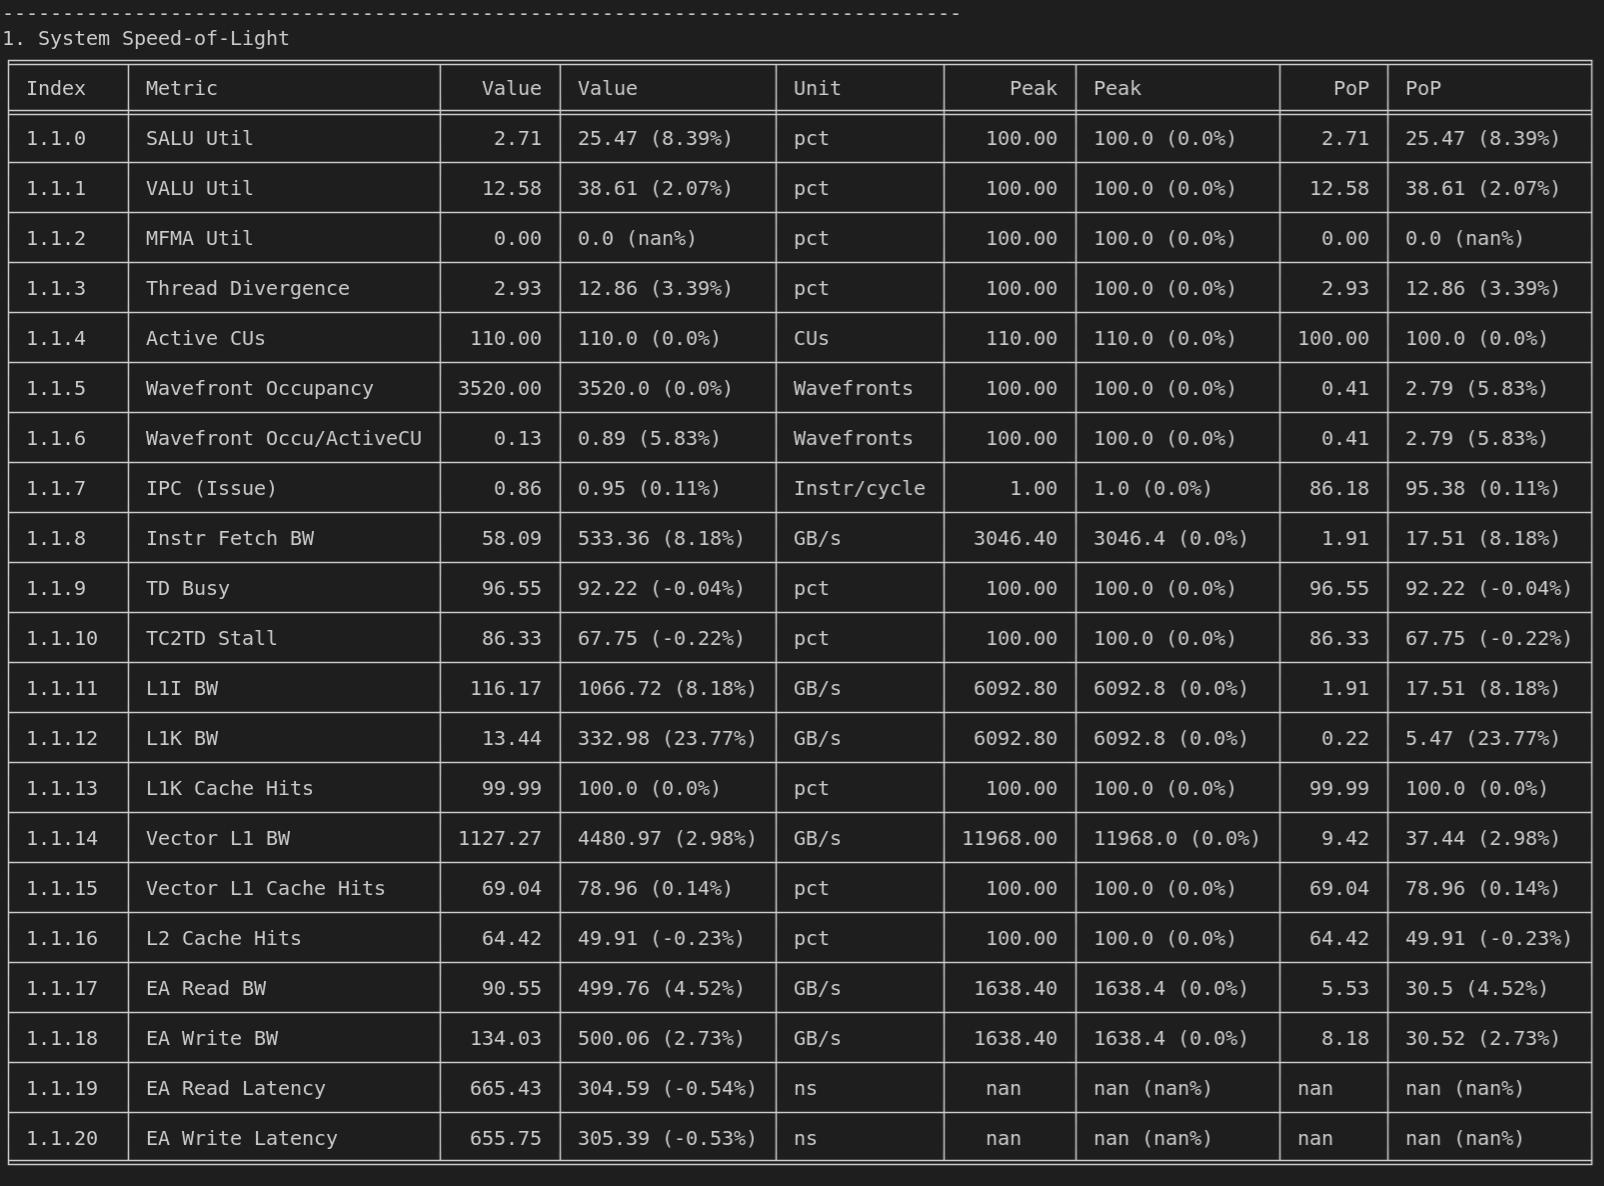 --------------------------------------------------------------------------------
1. System Speed-of-Light
Index Metric Value Value Unit Peak Peak PoP PoP
1.1.0 SALU Util 2.71 25.47 (8.39%) pct 100.00 100.0 (0.0%) 2.71 25.47 (8.39%)
1.1.1 VALU Util 12.58 38.61 (2.07%) pct 100.00 100.0 (0.0%) 12.58 38.61 (2.07%)
1.1.2 MFMA Util 0.00 0.0 (nan%) pct 100.00 100.0 (0.0%) 0.00 0.0 (nan%)
1.1.3 Thread Divergence 2.93 12.86 (3.39%) pct 100.00 100.0 (0.0%) 2.93 12.86 (3.39%)
1.1.4 Active CUs 110.00 110.0 (0.0%) CUs 110.00 110.0 (0.0%) 100.00 100.0 (0.0%)
1.1.5 Wavefront Occupancy 3520.00 3520.0 (0.0%) Wavefronts 100.00 100.0 (0.0%) 0.41 2.79 (5.83%)
1.1.6 Wavefront Occu/ActiveCU 0.13 0.89 (5.83%) Wavefronts 100.00 100.0 (0.0%) 0.41 2.79 (5.83%)
1.1.7 IPC (Issue) 0.86 0.95 (0.11%) Instr/cycle 1.00 1.0 (0.0%) 86.18 95.38 (0.11%)
1.1.8 Instr Fetch BW 58.09 533.36 (8.18%) GB/s 3046.40 3046.4 (0.0%) 1.91 17.51 (8.18%)
1.1.9 TD Busy 96.55 92.22 (-0.04%) pct 100.00 100.0 (0.0%) 96.55 92.22 (-0.04%)
1.1.10 TC2TD Stall 86.33 67.75 (-0.22%) pct 100.00 100.0 (0.0%) 86.33 67.75 (-0.22%)
1.1.11 L1I BW 116.17 1066.72 (8.18%) GB/s 6092.80 6092.8 (0.0%) 1.91 17.51 (8.18%)
1.1.12 L1K BW 13.44 332.98 (23.77%) GB/s 6092.80 6092.8 (0.0%) 0.22 5.47 (23.77%)
1.1.13 L1K Cache Hits 99.99 100.0 (0.0%) pct 100.00 100.0 (0.0%) 99.99 100.0 (0.0%)
1.1.14 Vector L1 BW 1127.27 4480.97 (2.98%) GB/s 11968.00 11968.0 (0.0%) 9.42 37.44 (2.98%)
1.1.15 Vector L1 Cache Hits 69.04 78.96 (0.14%) pct 100.00 100.0 (0.0%) 69.04 78.96 (0.14%)
1.1.16 L2 Cache Hits 64.42 49.91 (-0.23%) pct 100.00 100.0 (0.0%) 64.42 49.91 (-0.23%)
1.1.17 EA Read BW 90.55 499.76 (4.52%) GB/s 1638.40 1638.4 (0.0%) 5.53 30.5 (4.52%)
1.1.18 EA Write BW 134.03 500.06 (2.73%) GB/s 1638.40 1638.4 (0.0%) 8.18 30.52 (2.73%)
1.1.19 EA Read Latency 665.43 304.59 (-0.54%) ns nan nan (nan%) nan nan (nan%)
1.1.20 EA Write Latency 655.75 305.39 (-0.53%) ns nan nan (nan%) nan nan (nan%)